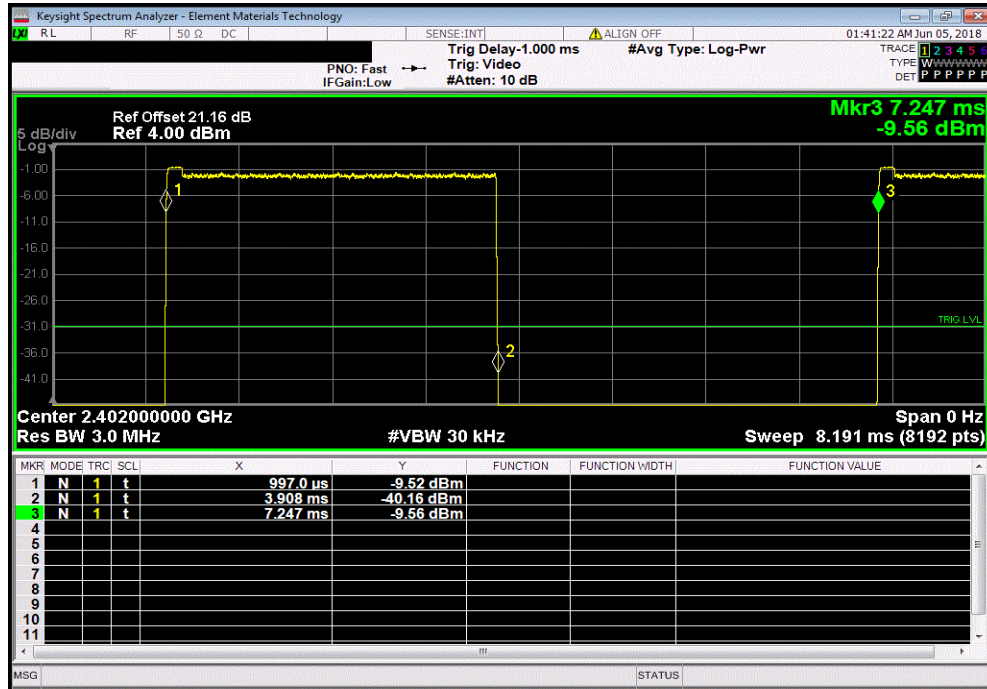 Keysight Spectrum Analyzer - Element Materials Technology
LXI RL RF 50 Ω DC SENSE:INT ALIGN OFF 01:41:22 AM Jun 05, 2018
PNO: Fast
IFGain:Low
Trig Delay-1.000 ms
Trig: Video
#Atten: 10 dB
#Avg Type: Log-Pwr
TRACE 1 2 3 4 5 6
TYPE WWWWWW
DET P P P P P P
Mkr3 7.247 ms
-9.56 dBm
Ref Offset 21.16 dB
5 dB/div Ref 4.00 dBm
Log
-1.00
-6.00
-11.0
-16.0
-21.0
-26.0
-31.0
-36.0
-41.0
1
2
3
TRIG LVL
Center 2.402000000 GHz Span 0 Hz
Res BW 3.0 MHz #VBW 30 kHz Sweep 8.191 ms (8192 pts)
MKR MODE TRC SCL X Y FUNCTION FUNCTION WIDTH FUNCTION VALUE
1 N 1 t 997.0 µs -9.52 dBm
2 N 1 t 3.908 ms -40.16 dBm
3 N 1 t 7.247 ms -9.56 dBm
4
5
6
7
8
9
10
11
MSG STATUS